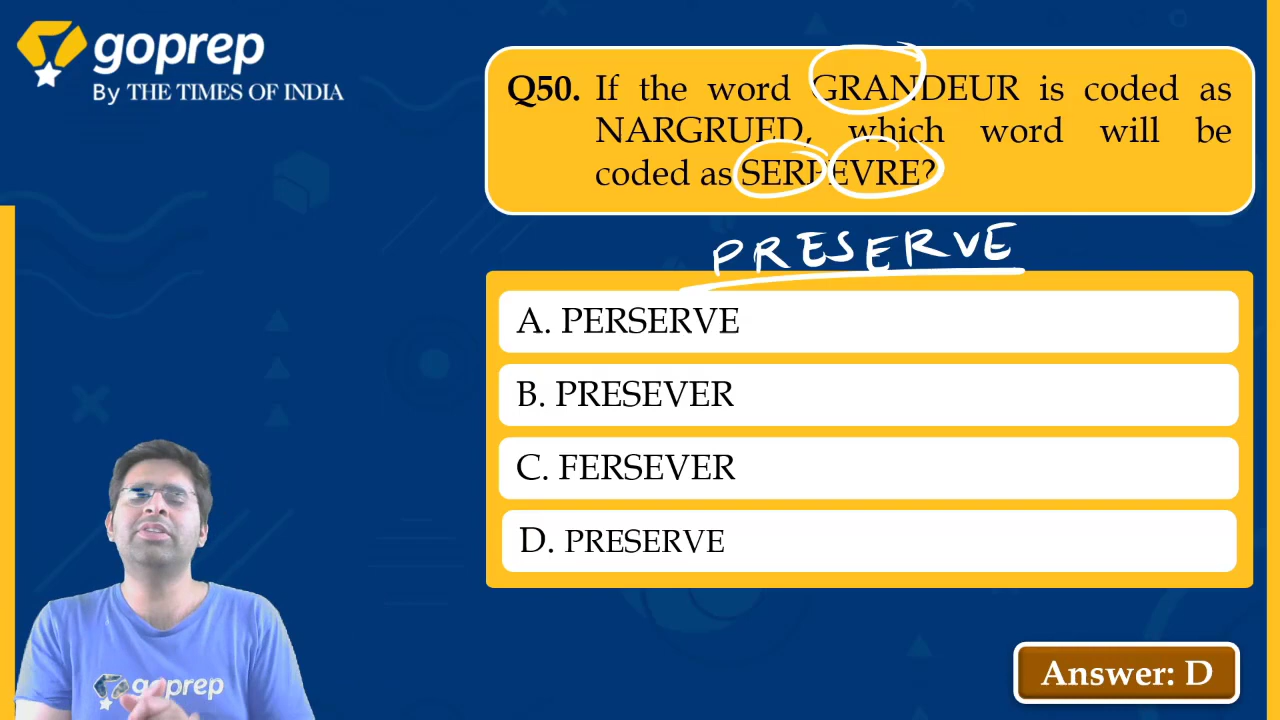 goprep
By THE TIMES OF INDIA
Q50. If the word GRANDEUR is coded as
NARGRUED, which word will be
coded as SERPEVRE?
PRESERVE
A. PERSERVE
B. PRESEVER
C. FERSEVER
D. PRESERVE
goprep
Answer: D